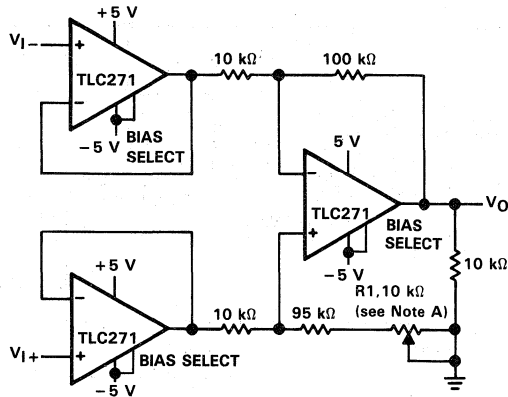 +5 V
VI−
+
TLC271
−
−5 V
BIAS
SELECT
10 kΩ
100 kΩ
5 V
−
TLC271
+
BIAS
SELECT
−5 V
VO
10 kΩ
R1,10 kΩ
(see Note A)
+5 V
−
TLC271
VI+
+
BIAS SELECT
−5 V
10 kΩ
95 kΩ